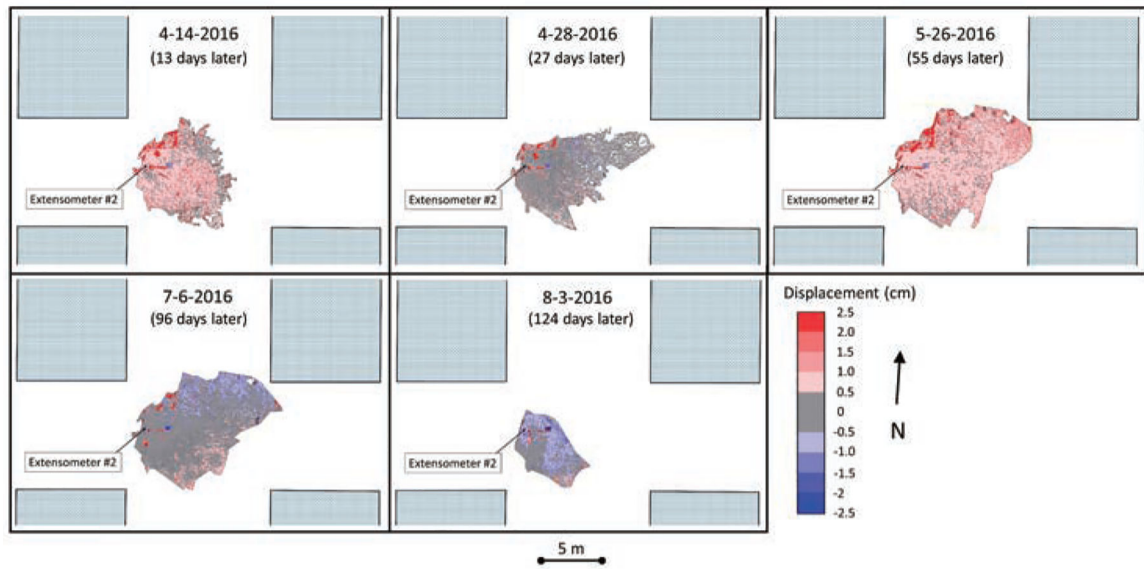 4-14-2016
(13 days later)
Extensometer #2
4-28-2016
(27 days later)
Extensometer #2
5-26-2016
(55 days later)
Extensometer #2
7-6-2016
(96 days later)
Extensometer #2
8-3-2016
(124 days later)
Extensometer #2
Displacement (cm)
2.5
2.0
1.5
1.0
0.5
0
-0.5
-1.0
-1.5
-2
-2.5
N
5 m